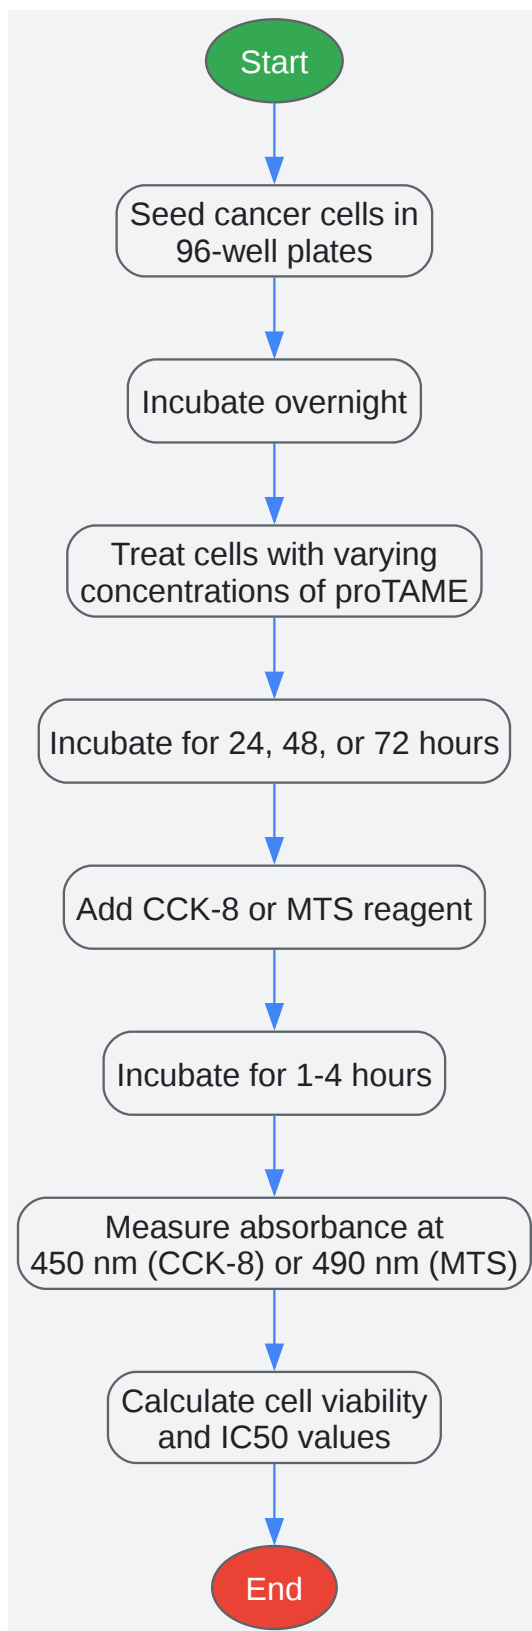 Start
Seed cancer cells in
96-well plates
Incubate overnight
Treat cells with varying
concentrations of proTAME
Incubate for 24, 48, or 72 hours
Add CCK-8 or MTS reagent
Incubate for 1-4 hours
Measure absorbance at
450 nm (CCK-8) or 490 nm (MTS)
Calculate cell viability
and IC50 values
End